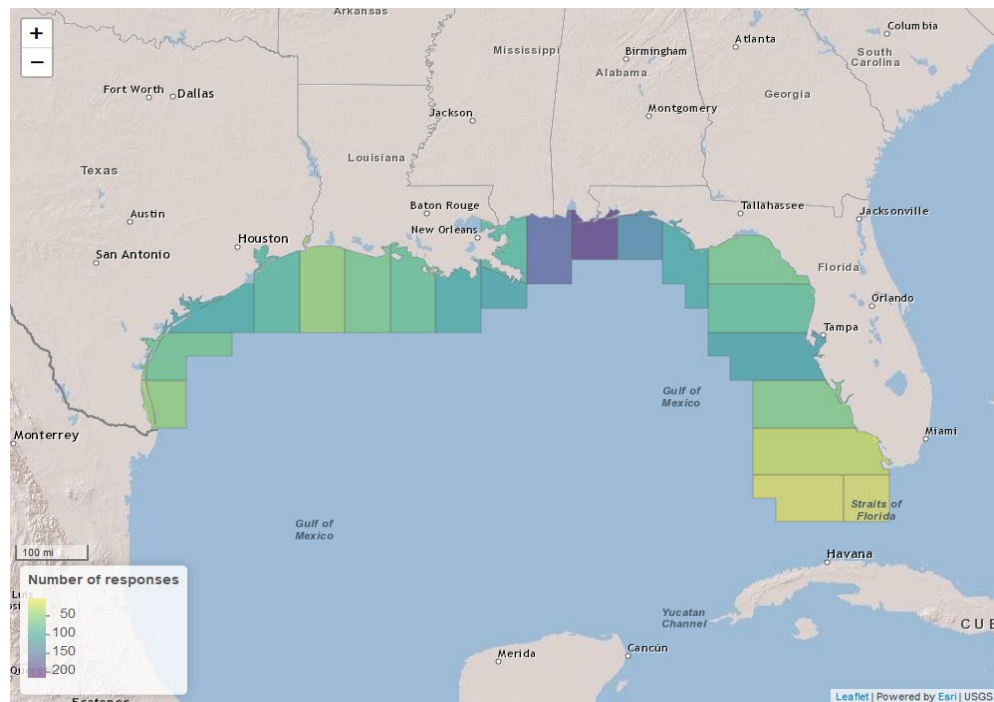 +
−
Arkansas
Columbia
Atlanta
South
Carolina
Mississippi
Birmingham
Alabama
Fort Worth
Dallas
Georgia
Jackson
Montgomery
Louisiana
Texas
Baton Rouge
Tallahassee
Jacksonville
Austin
New Orleans
Houston
San Antonio
Florida
Orlando
Tampa
Gulf of
Mexico
Monterrey
Miami
Straits of
Florida
Gulf of
Mexico
100 mi
Havana
Number of responses
50
100
150
200
Yucatan
Channel
CUB
Merida
Cancún
Leaflet | Powered by Esri | USGS